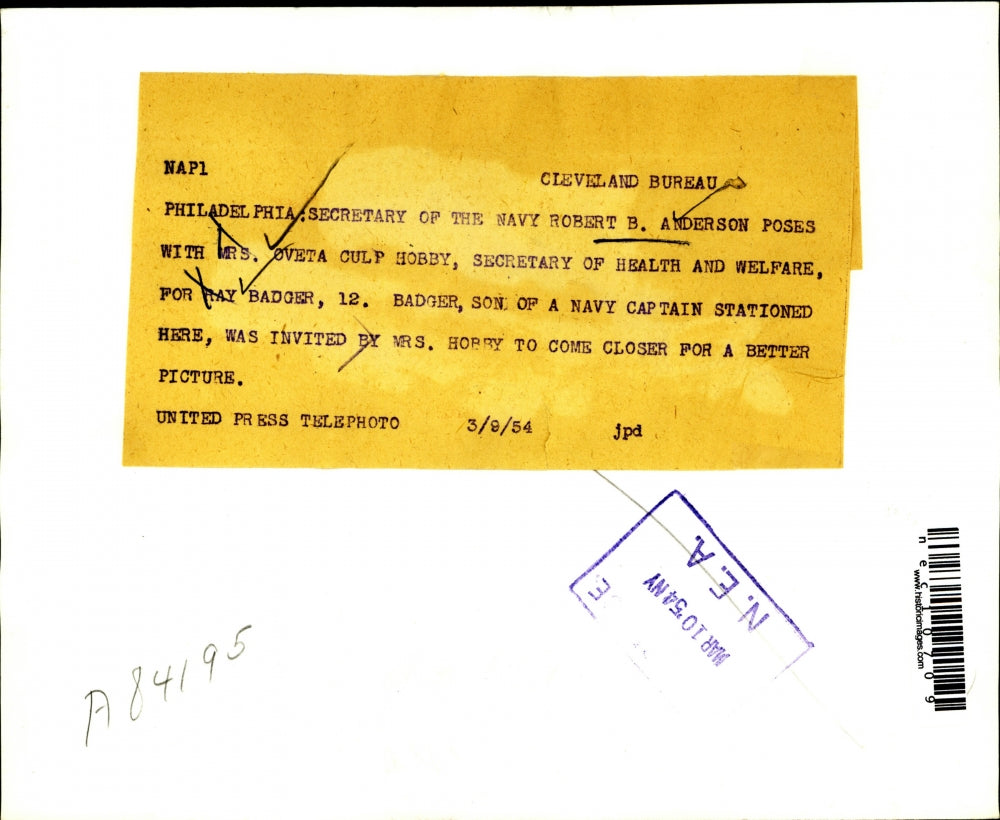 NAP1
CLEVELAND BUREAU
PHILADELPHIA:SECRETARY OF THE NAVY ROBERT B. ANDERSON POSES
WITH MRS. OVETA CULP HOBBY, SECRETARY OF HEALTH AND WELFARE,
FOR RAY BADGER, 12. BADGER, SON OF A NAVY CAPTAIN STATIONED
HERE, WAS INVITED BY MRS. HOBBY TO COME CLOSER FOR A BETTER
PICTURE.
UNITED PRESS TELEPHOTO 3/9/54 jpd
N.E.A.
MAR 10 '54 NY
E
A84195
nec10709
www.historicimages.com